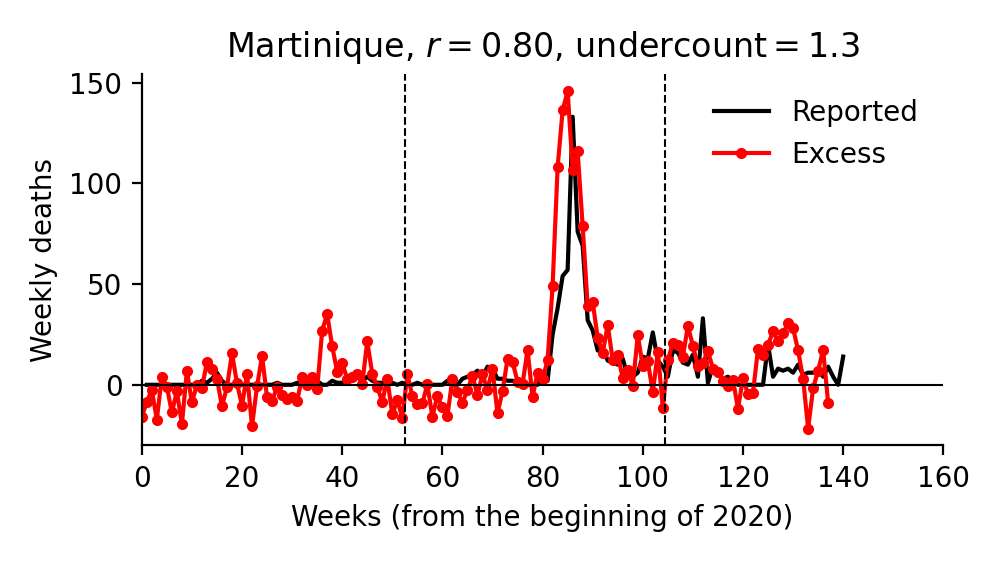 Martinique, r = 0.80, undercount = 1.3
150
100
50
0
Weekly deaths
Reported
Excess
0 20 40 60 80 100 120 140 160
Weeks (from the beginning of 2020)